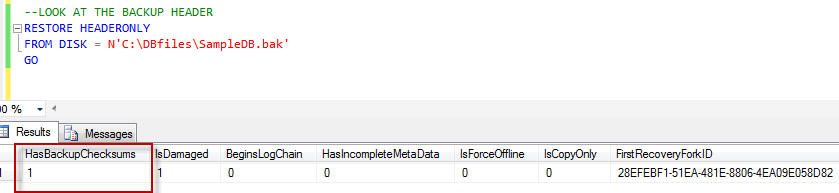 --LOOK AT THE BACKUP HEADER
RESTORE HEADERONLY
FROM DISK = N'C:\DBfiles\SampleDB.bak'
GO
00 %
Results Messages
HasBackupChecksums IsDamaged BeginsLogChain HasIncompleteMetaData IsForceOffline IsCopyOnly FirstRecoveryForkID
1 1 1 0 0 0 0 28EFEBF1-51EA-481E-8806-4EA09E058D82